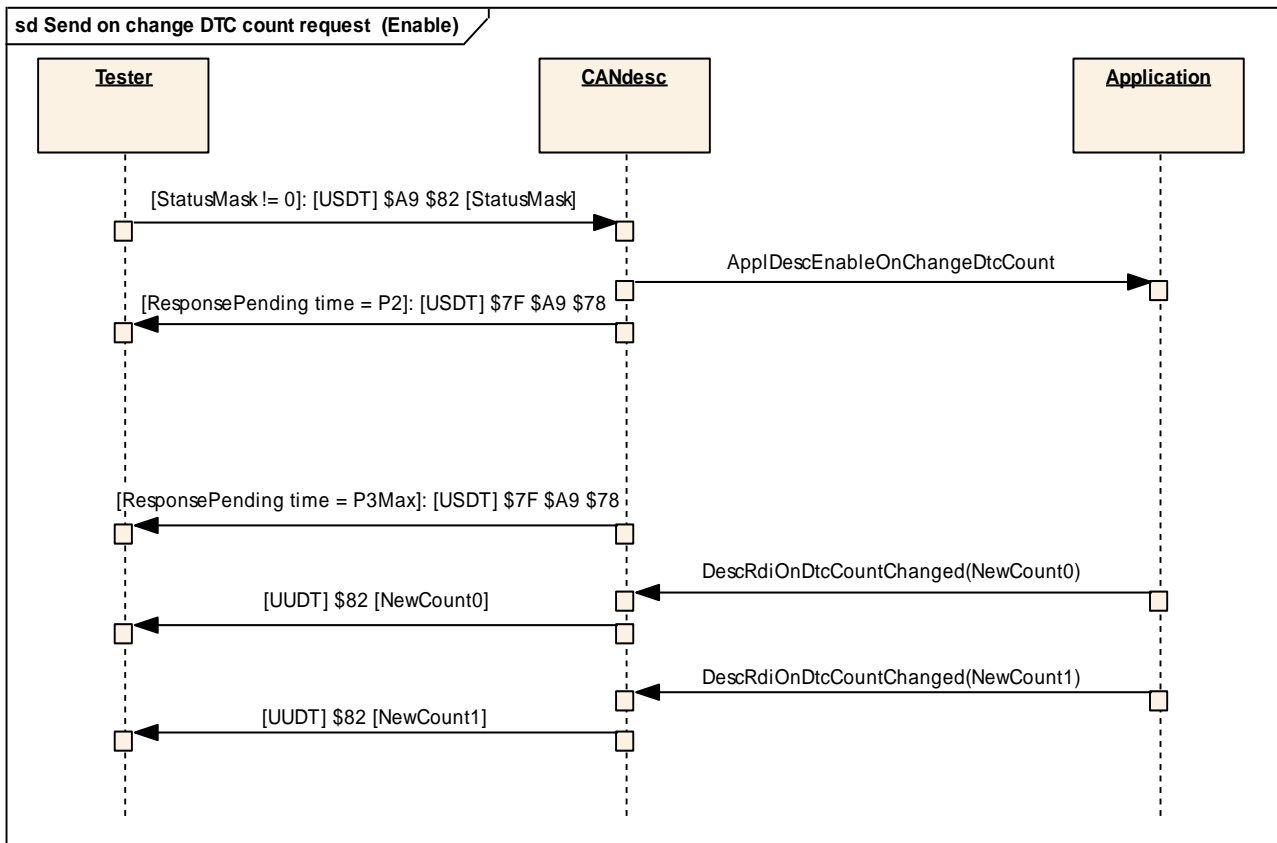 sd Send on change DTC count request (Enable)
Tester
CANdesc
Application
[StatusMask != 0]: [USDT] $A9 $82 [StatusMask]
ApplDescEnableOnChangeDtcCount
[ResponsePending time = P2]: [USDT] $7F $A9 $78
[ResponsePending time = P3Max]: [USDT] $7F $A9 $78
DescRdiOnDtcCountChanged(NewCount0)
[UUDT] $82 [NewCount0]
DescRdiOnDtcCountChanged(NewCount1)
[UUDT] $82 [NewCount1]